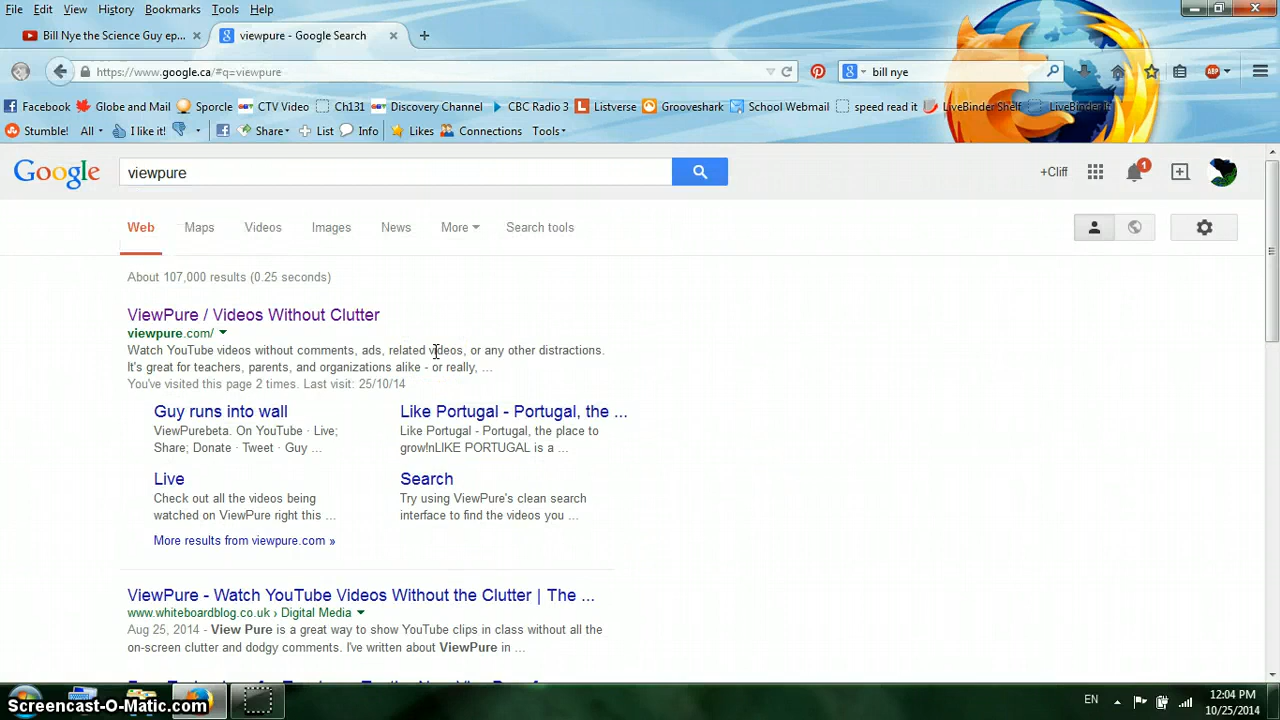 File Edit View History Bookmarks Tools Help
Bill Nye the Science Guy ep... viewpure - Google Search
https://www.google.ca/#q=viewpure bill nye
Facebook Globe and Mail Sporcle CTV Video Ch131 Discovery Channel CBC Radio 3 Listverse Grooveshark School Webmail speed read it LiveBinder Shelf LiveBinder it
Stumble! All I like it! Share List Info Likes Connections Tools
Google viewpure +Cliff 1
Web Maps Videos Images News More Search tools
About 107,000 results (0.25 seconds)
ViewPure / Videos Without Clutter
viewpure.com/
Watch YouTube videos without comments, ads, related videos, or any other distractions.
It's great for teachers, parents, and organizations alike - or really, ...
You've visited this page 2 times. Last visit: 25/10/14
Guy runs into wall
ViewPurebeta. On YouTube · Live;
Share; Donate · Tweet · Guy ...
Like Portugal - Portugal, the ...
Like Portugal - Portugal, the place to
grow!nLIKE PORTUGAL is a ...
Live
Check out all the videos being
watched on ViewPure right this ...
Search
Try using ViewPure's clean search
interface to find the videos you ...
More results from viewpure.com »
ViewPure - Watch YouTube Videos Without the Clutter | The ...
www.whiteboardblog.co.uk › Digital Media
Aug 25, 2014 - View Pure is a great way to show YouTube clips in class without all the
on-screen clutter and dodgy comments. I've written about ViewPure in ...
EN 12:04 PM
10/25/2014
Screencast-O-Matic.com